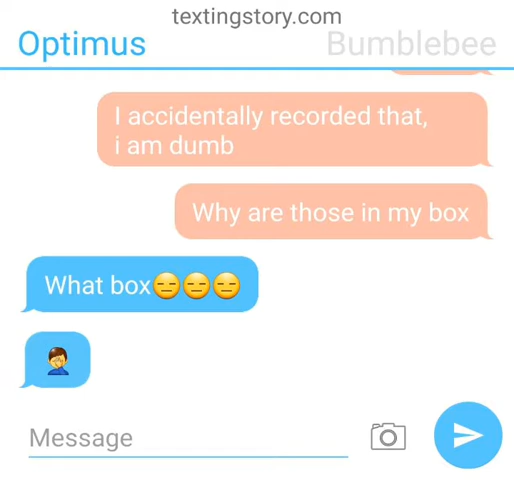 textingstory.com
Optimus
Bumblebee
I accidentally recorded that,
i am dumb
Why are those in my box
What box😑😑😑
🤦‍♂️
Message